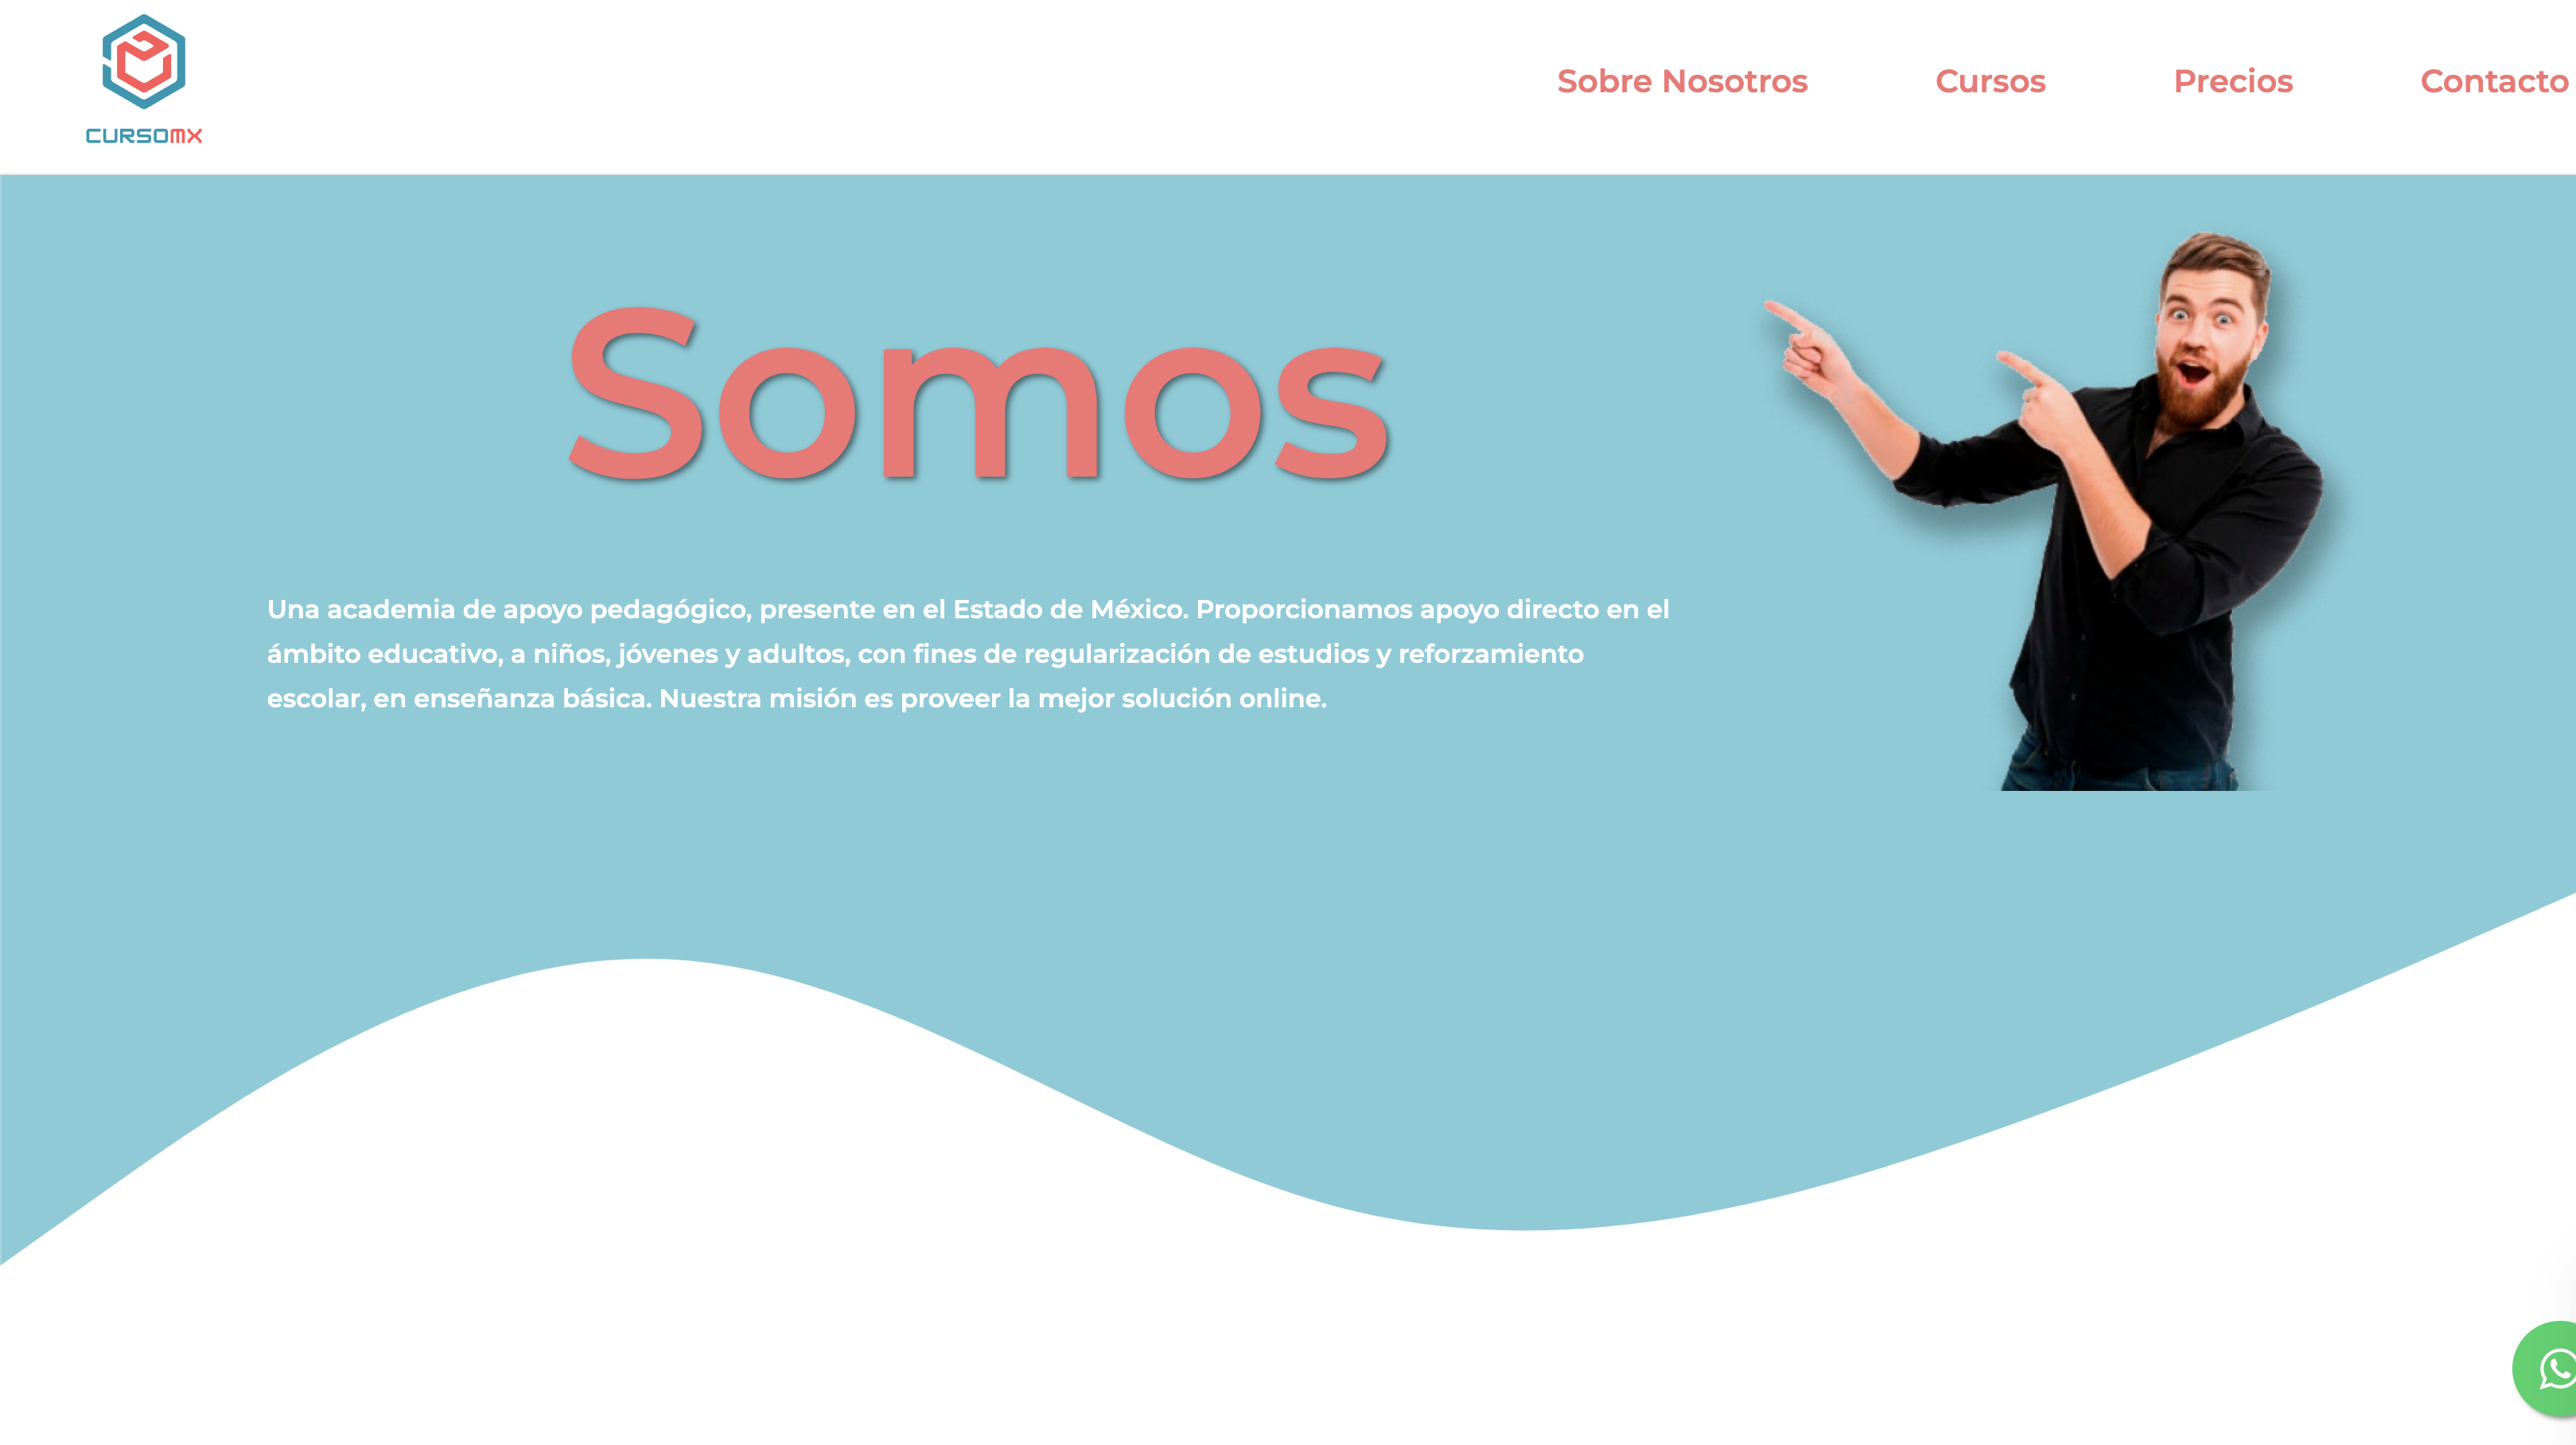 CURSOMX
Sobre Nosotros
Cursos
Precios
Contacto
Somos
Una academia de apoyo pedagógico, presente en el Estado de México. Proporcionamos apoyo directo en el
ámbito educativo, a niños, jóvenes y adultos, con fines de regularización de estudios y reforzamiento
escolar, en enseñanza básica. Nuestra misión es proveer la mejor solución online.